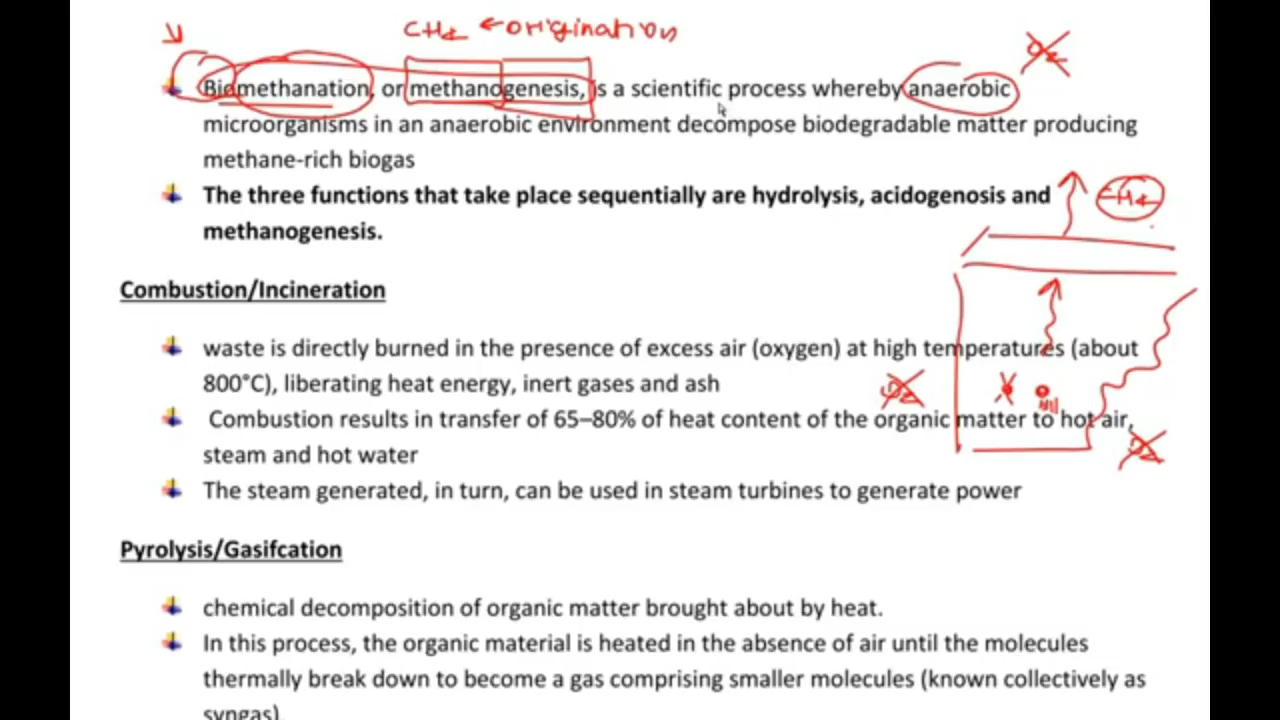 CH4 ← origination
O2
Biomethanation, or methanogenesis, is a scientific process whereby anaerobic
microorganisms in an anaerobic environment decompose biodegradable matter producing
methane-rich biogas
The three functions that take place sequentially are hydrolysis, acidogenosis and
CH4
methanogenesis.
Combustion/Incineration
waste is directly burned in the presence of excess air (oxygen) at high temperatures (about
800°C), liberating heat energy, inert gases and ash
O2
Combustion results in transfer of 65–80% of heat content of the organic matter to hot air,
O2
steam and hot water
The steam generated, in turn, can be used in steam turbines to generate power
Pyrolysis/Gasifcation
chemical decomposition of organic matter brought about by heat.
In this process, the organic material is heated in the absence of air until the molecules
thermally break down to become a gas comprising smaller molecules (known collectively as
syngas).